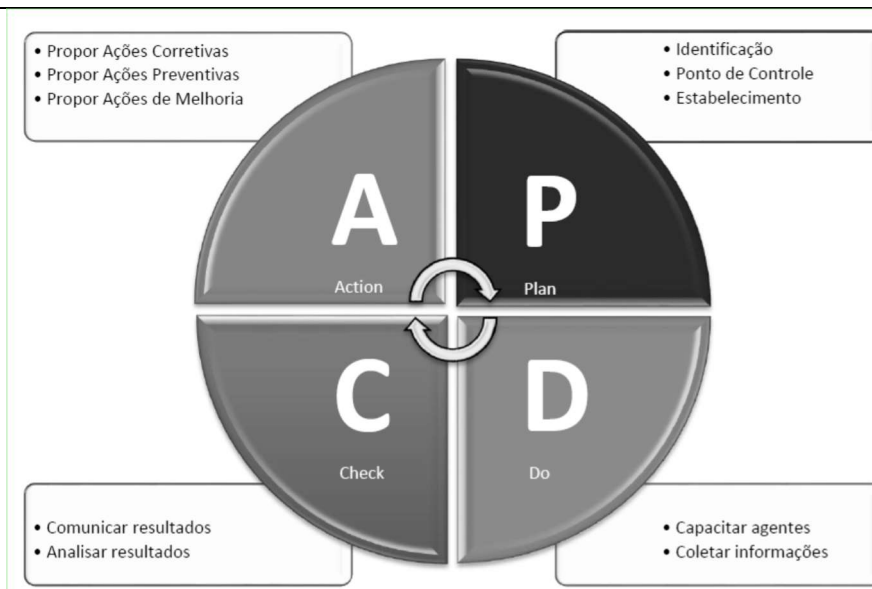 • Propor Ações Corretivas
• Propor Ações Preventivas
• Propor Ações de Melhoria
• Identificação
• Ponto de Controle
• Estabelecimento
A
Action
P
Plan
C
Check
D
Do
• Comunicar resultados
• Analisar resultados
• Capacitar agentes
• Coletar informações